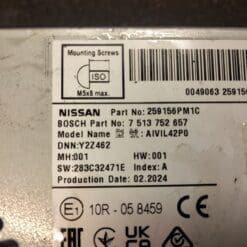 Mounting Screws
ISO
M5x8 max.
0049063 259156
NISSAN Part No: 259156PM1C
BOSCH Part No: 7 513 752 657
Model Name 型 號: AIVIL42P0
DNN: Y2Z462
MH:001 HW:001
SW:283C32471E Index: A
Production Date: 02.2024
E1 10R - 05 8459
EAC UK CA